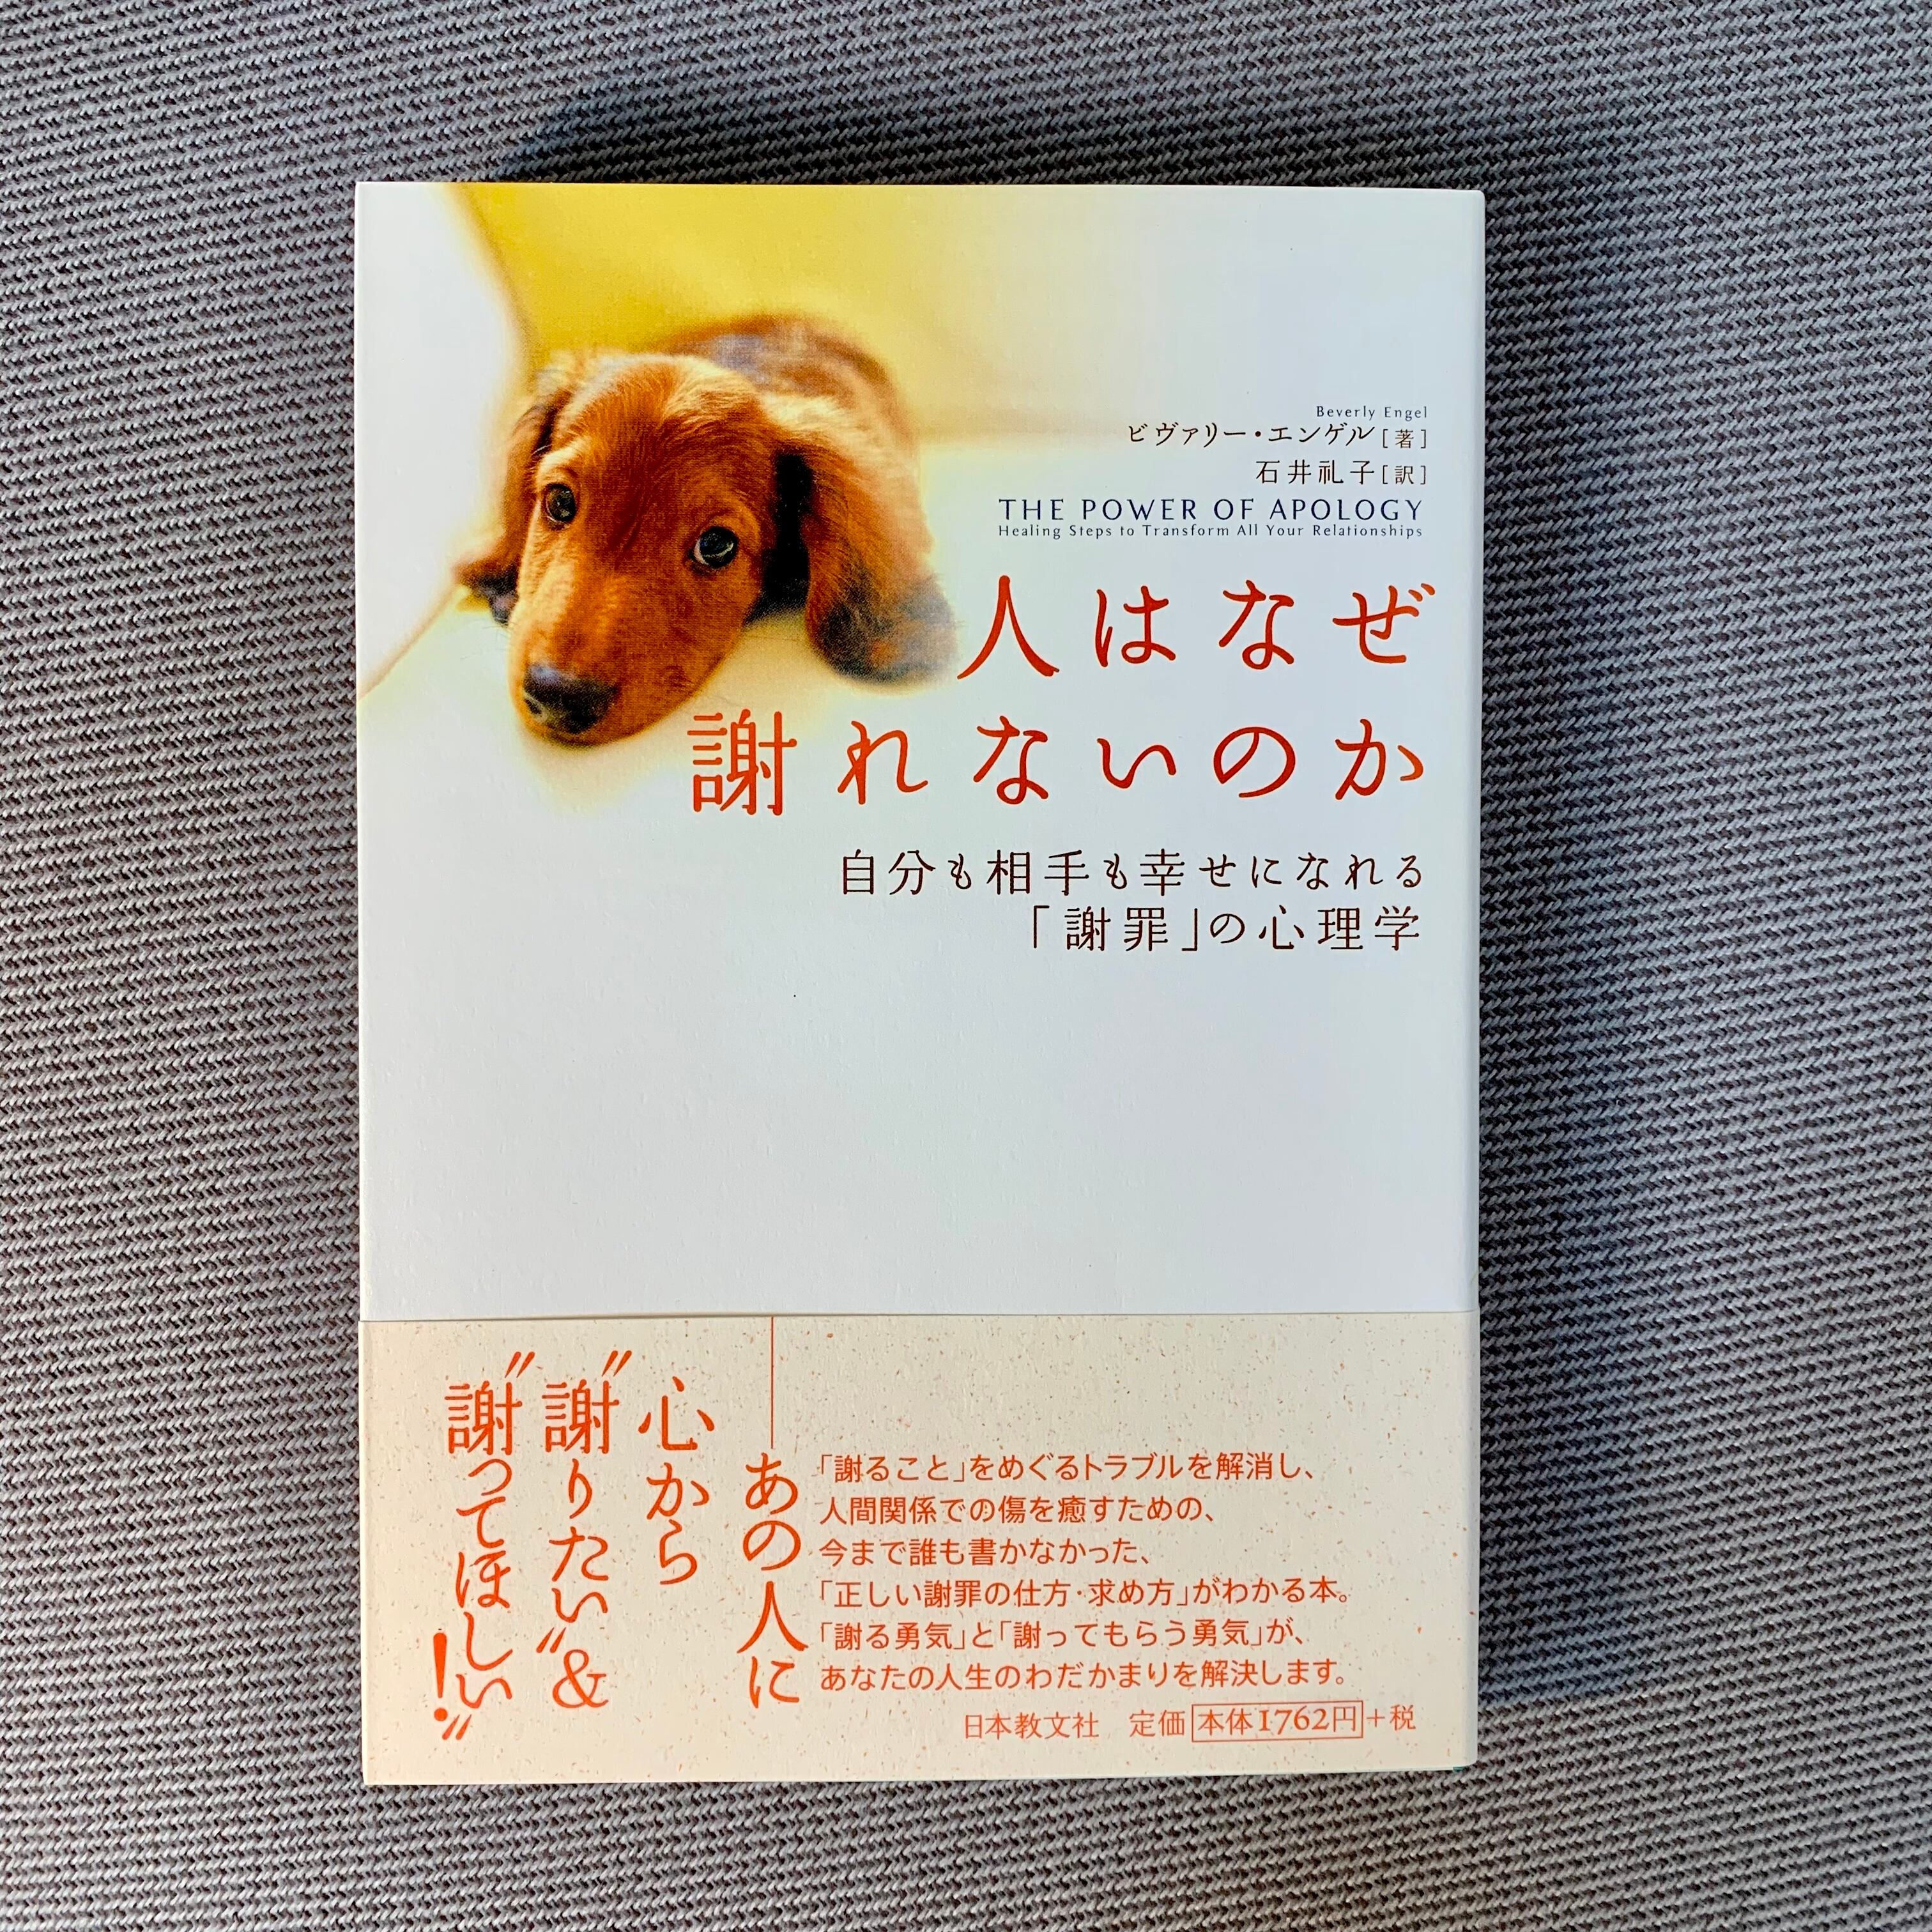 Beverly Engel
ビヴァリー・エンゲル[著]
石井礼子[訳]
THE POWER OF APOLOGY
Healing Steps to Transform All Your Relationships
人はなぜ
謝れないのか
自分も相手も幸せになれる
「謝罪」の心理学
あの人に
心から
“謝りたい”&
“謝ってほしい!”
「謝ること」をめぐるトラブルを解消し、
人間関係での傷を癒すための、
今まで誰も書かなかった、
「正しい謝罪の仕方・求め方」がわかる本。
「謝る勇気」と「謝ってもらう勇気」が、
あなたの人生のわだかまりを解決します。
日本教文社 定価 本体1762円+税